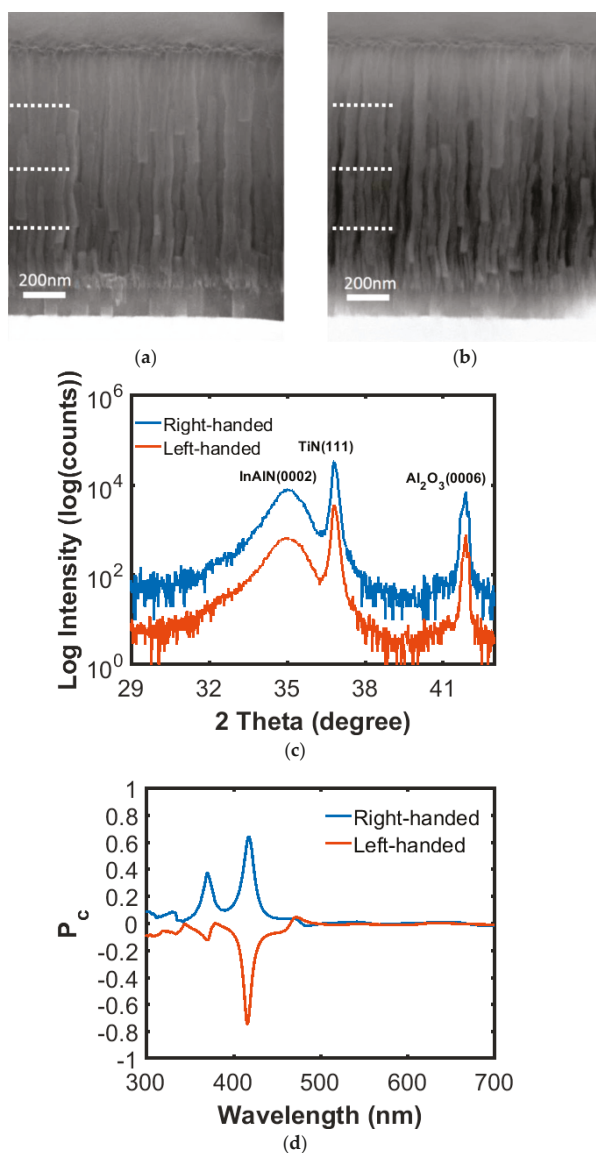 200nm
200nm
(a)
(b)
Log Intensity (log(counts))
10^6
10^4
10^2
10^0
Right-handed
Left-handed
InAlN(0002)
TiN(111)
Al₂O₃(0006)
29
32
35
38
41
2 Theta (degree)
(c)
P_c
1
0.8
0.6
0.4
0.2
0
-0.2
-0.4
-0.6
-0.8
-1
Right-handed
Left-handed
300
400
500
600
700
Wavelength (nm)
(d)